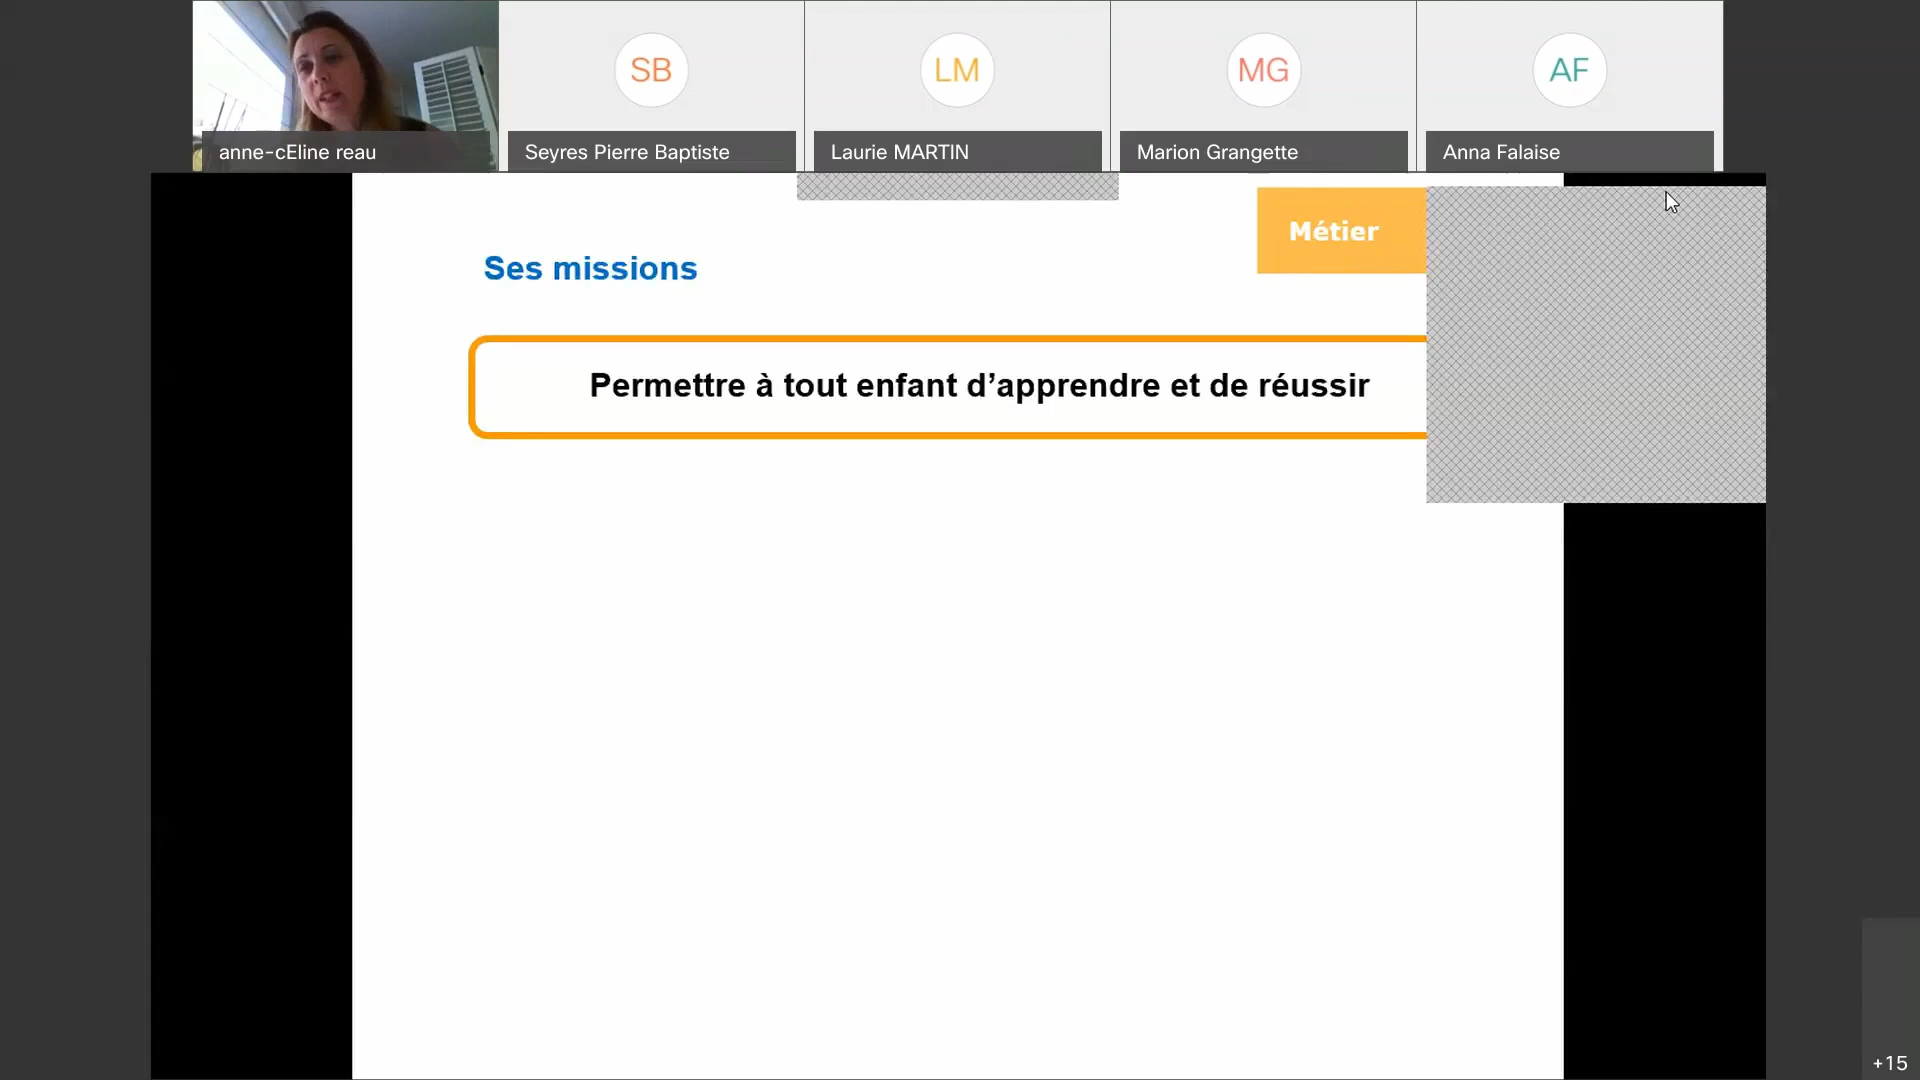 SB
LM
MG
AF
anne-cEline reau
Seyres Pierre Baptiste
Laurie MARTIN
Marion Grangette
Anna Falaise
Métier
Ses missions
Permettre à tout enfant d’apprendre et de réussir
+15